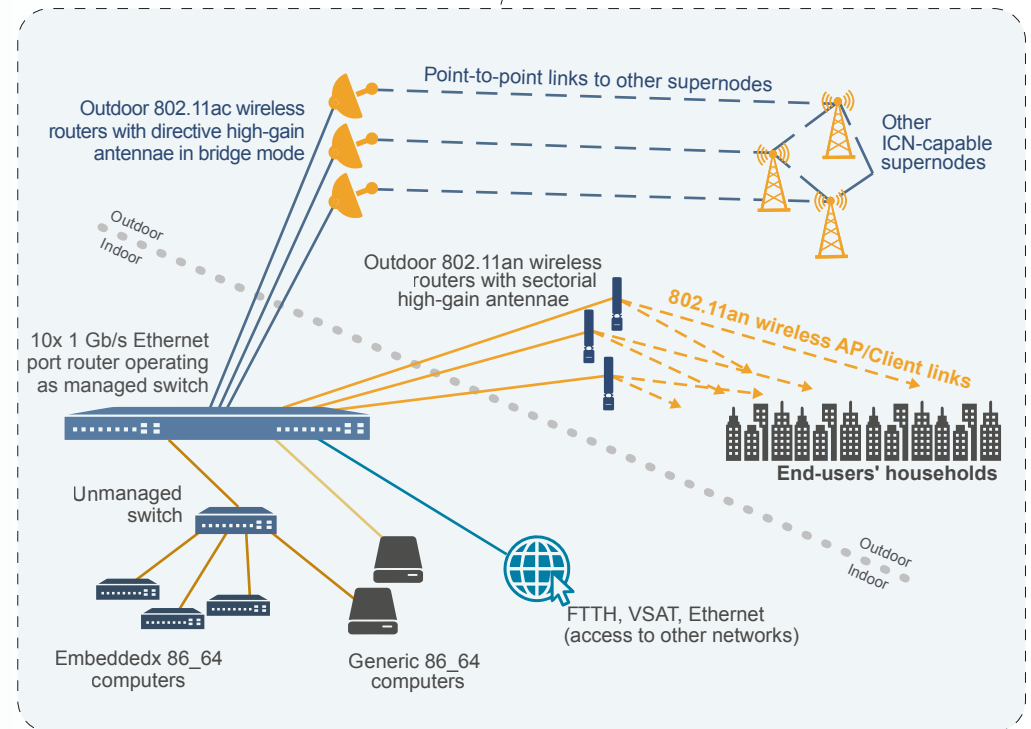 Point-to-point links to other supernodes
Outdoor 802.11ac wireless
routers with directive high-gain
antennae in bridge mode
Other
ICN-capable
supernodes
Outdoor
Indoor
Outdoor 802.11an wireless
routers with sectorial
high-gain antennae
802.11an wireless AP/Client links
10x 1 Gb/s Ethernet
port router operating
as managed switch
End-users' households
Unmanaged
switch
Outdoor
Indoor
FTTH, VSAT, Ethernet
(access to other networks)
Embeddedx 86_64
computers
Generic 86_64
computers